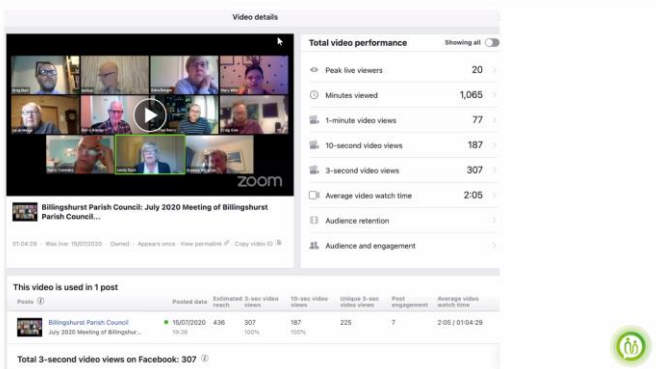 Video details
Total video performance
Showing all
Peak live viewers
20
Minutes viewed
1,065
1-minute video views
77
10-second video views
187
3-second video views
307
Average video watch time
2:05
Audience retention
Audience and engagement
zoom
Billingshurst Parish Council: July 2020 Meeting of Billingshurst
Parish Council...
01:04:29 · Was live: 15/07/2020 · Owned · Appears once · View permalink · Copy video ID
This video is used in 1 post
Posts
Posted date
Estimated reach
3-sec video views
10-sec video views
Unique 3-sec video views
Post engagement
Average video watch time
Billingshurst Parish Council
July 2020 Meeting of Billingshur...
15/07/2020
19:39
436
307
100%
187
100%
225
7
2:05 / 01:04:29
Total 3-second video views on Facebook: 307